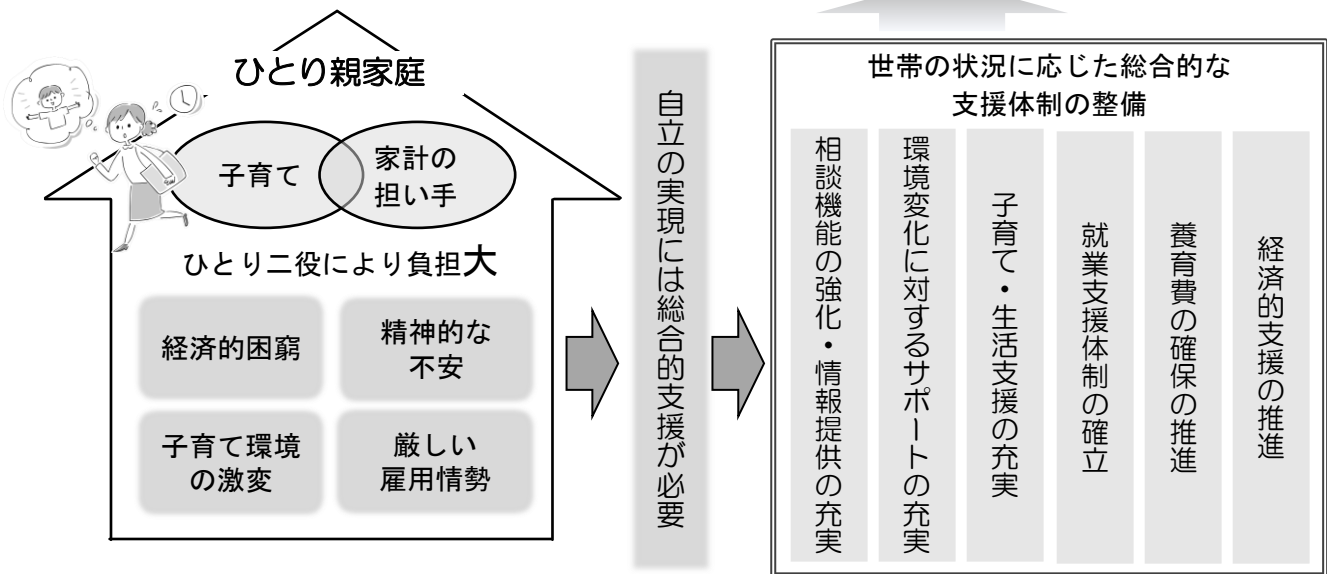 ひとり親家庭
子育て
家計の
担い手
ひとり二役により負担大
経済的困窮
精神的な
不安
子育て環境
の激変
厳しい
雇用情勢
自立の実現には総合的支援が必要
世帯の状況に応じた総合的な
支援体制の整備
相談機能の強化・情報提供の充実
環境変化に対するサポートの充実
子育て・生活支援の充実
就業支援体制の確立
養育費の確保の推進
経済的支援の推進